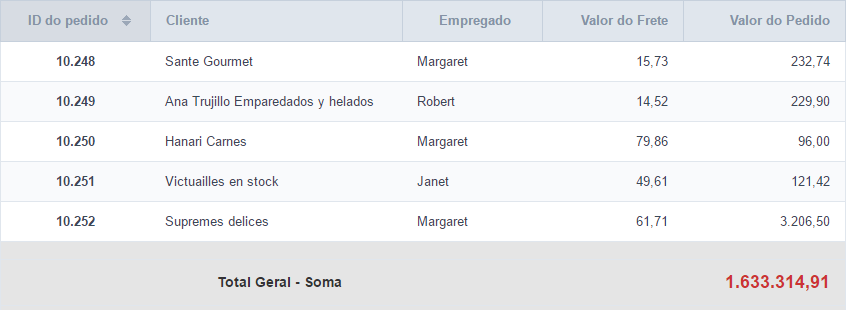 ID do pedido Cliente Empregado Valor do Frete Valor do Pedido
10.248 Sante Gourmet Margaret 15,73 232,74
10.249 Ana Trujillo Emparedados y helados Robert 14,52 229,90
10.250 Hanari Carnes Margaret 79,86 96,00
10.251 Victuailles en stock Janet 49,61 121,42
10.252 Supremes delices Margaret 61,71 3.206,50
Total Geral - Soma 1.633.314,91